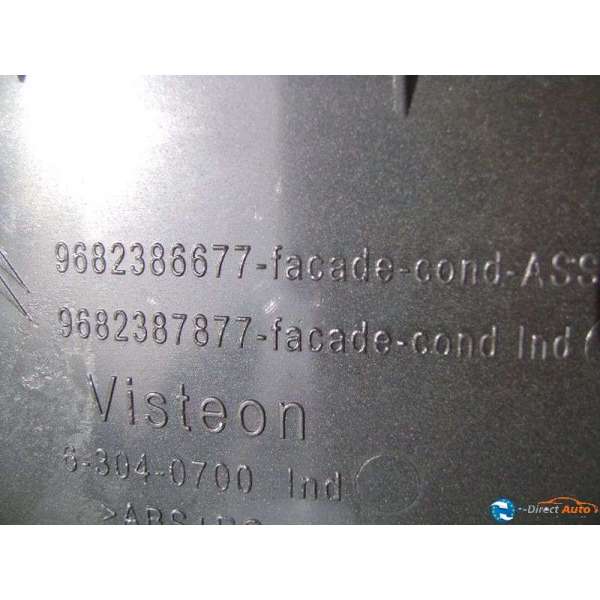 9682386677-facade-cond-ASS
9682387877-facade-cond Ind
Visteon
6-304-0700 Ind
Direct Auto